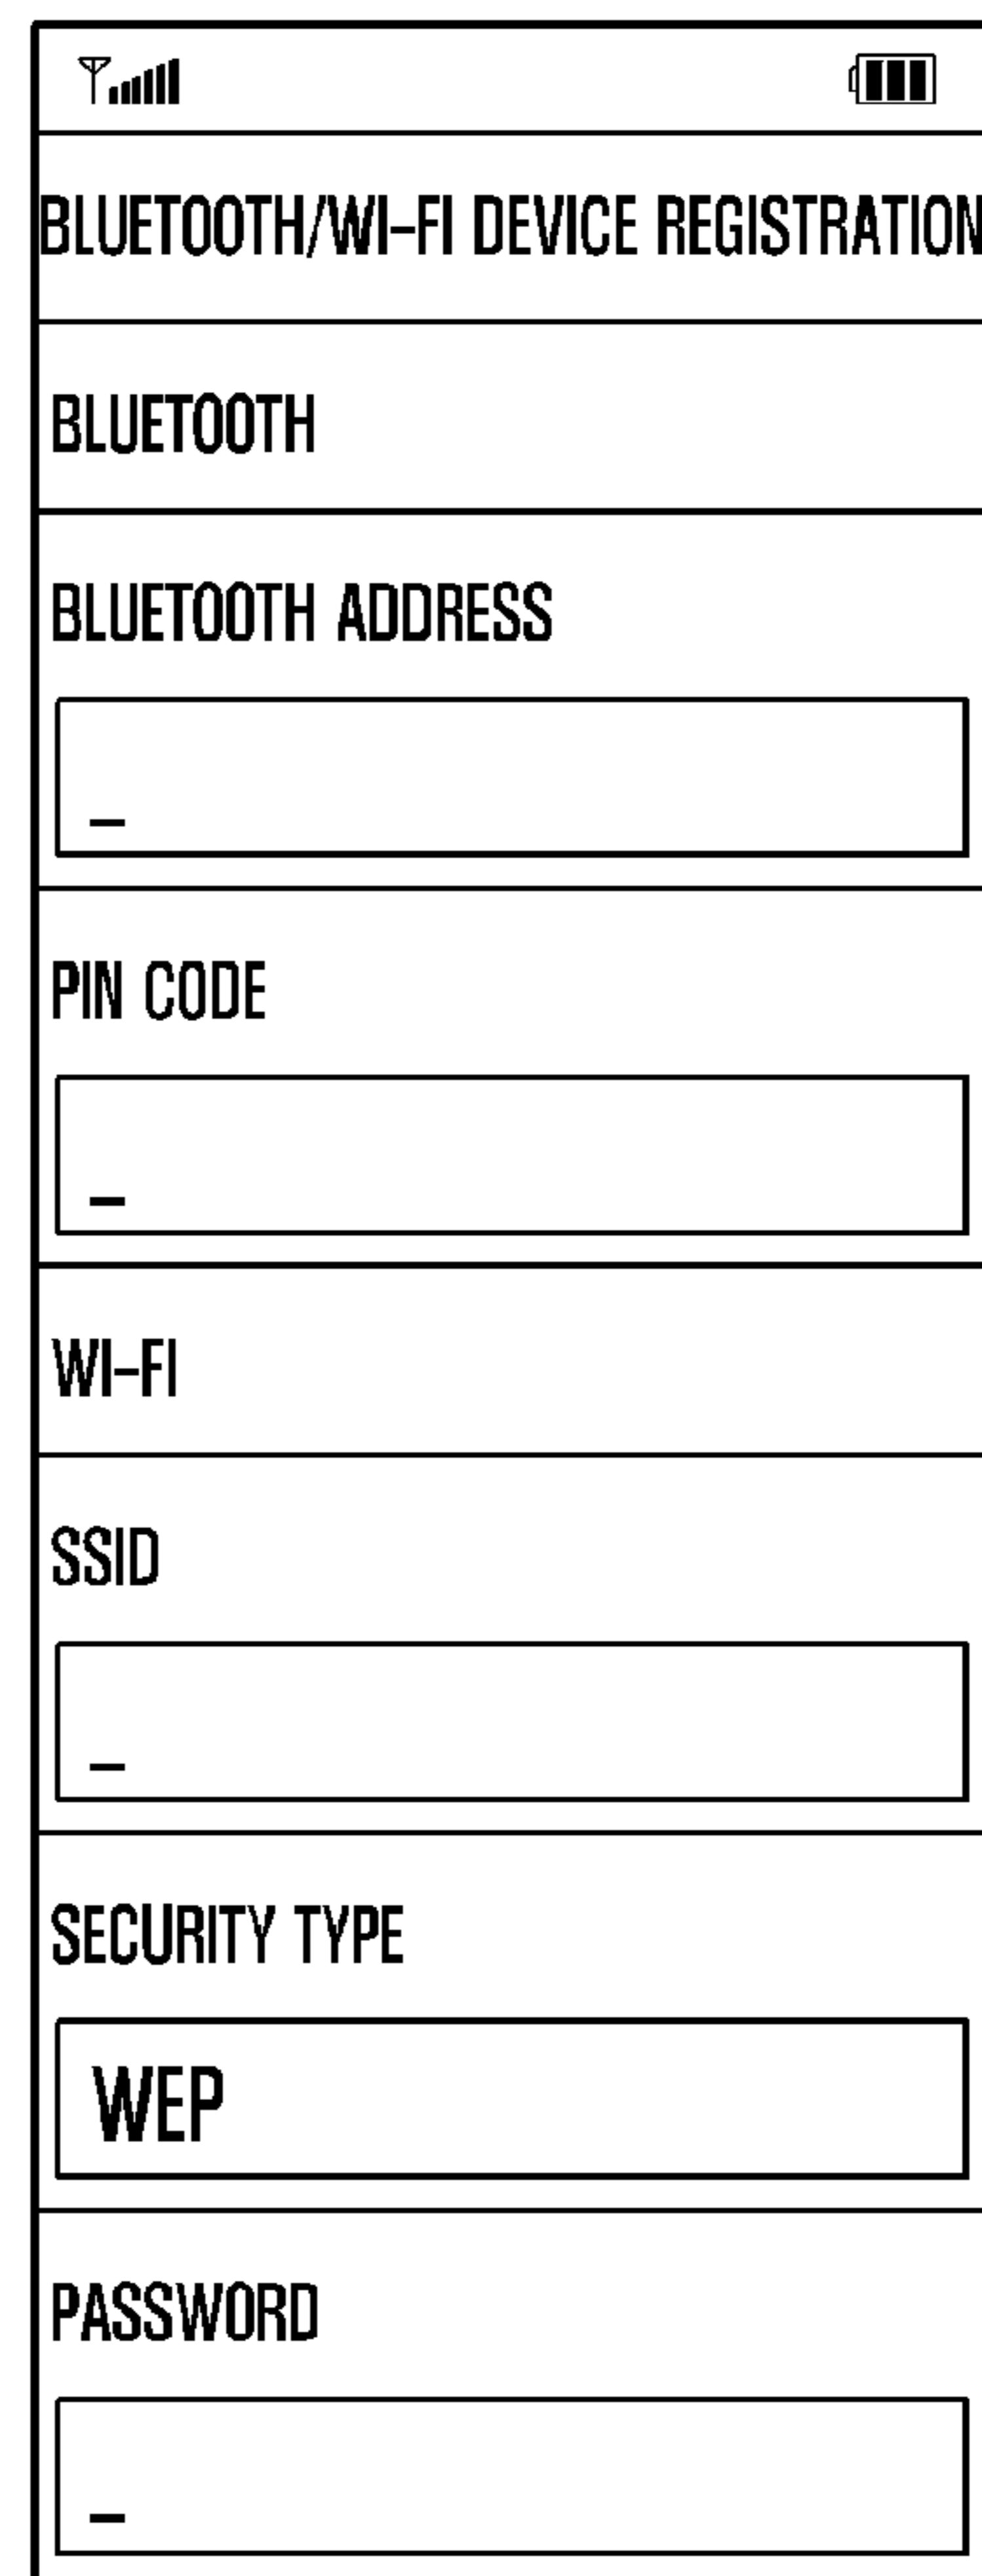 BLUETOOTH/WI-FI DEVICE REGISTRATION
BLUETOOTH
BLUETOOTH ADDRESS
_
PIN CODE
_
WI-FI
SSID
_
SECURITY TYPE
WEP
PASSWORD
_